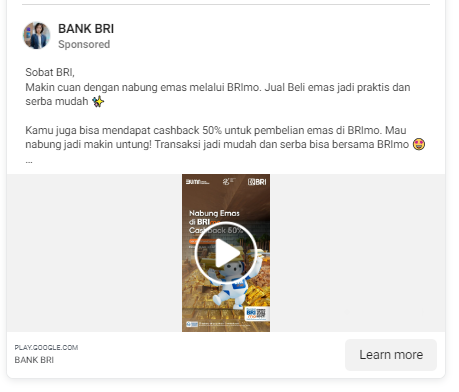 BANK BRI
Sponsored
Sobat BRI,
Makin cuan dengan nabung emas melalui BRImo. Jual Beli emas jadi praktis dan
serba mudah ✨
Kamu juga bisa mendapat cashback 50% untuk pembelian emas di BRImo. Mau
nabung jadi makin untung! Transaksi jadi mudah dan serba bisa bersama BRImo 🤩
...
BUMN BRI
Nabung Emas
di BRI
Cashback 50%
BRI
PLAY.GOOGLE.COM
BANK BRI
Learn more